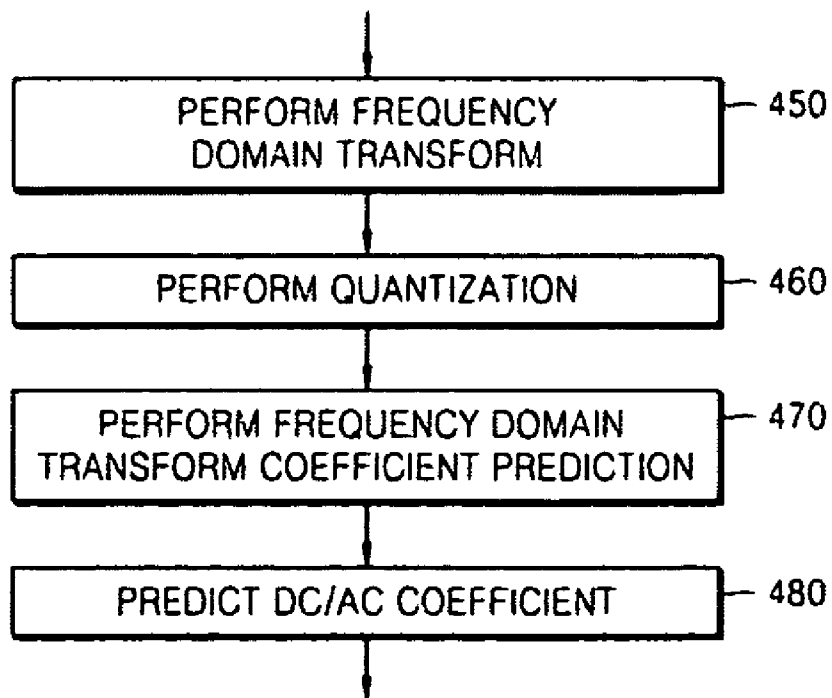 PERFORM FREQUENCY
DOMAIN TRANSFORM
450
PERFORM QUANTIZATION
460
PERFORM FREQUENCY DOMAIN
TRANSFORM COEFFICIENT PREDICTION
470
PREDICT DC/AC COEFFICIENT
480